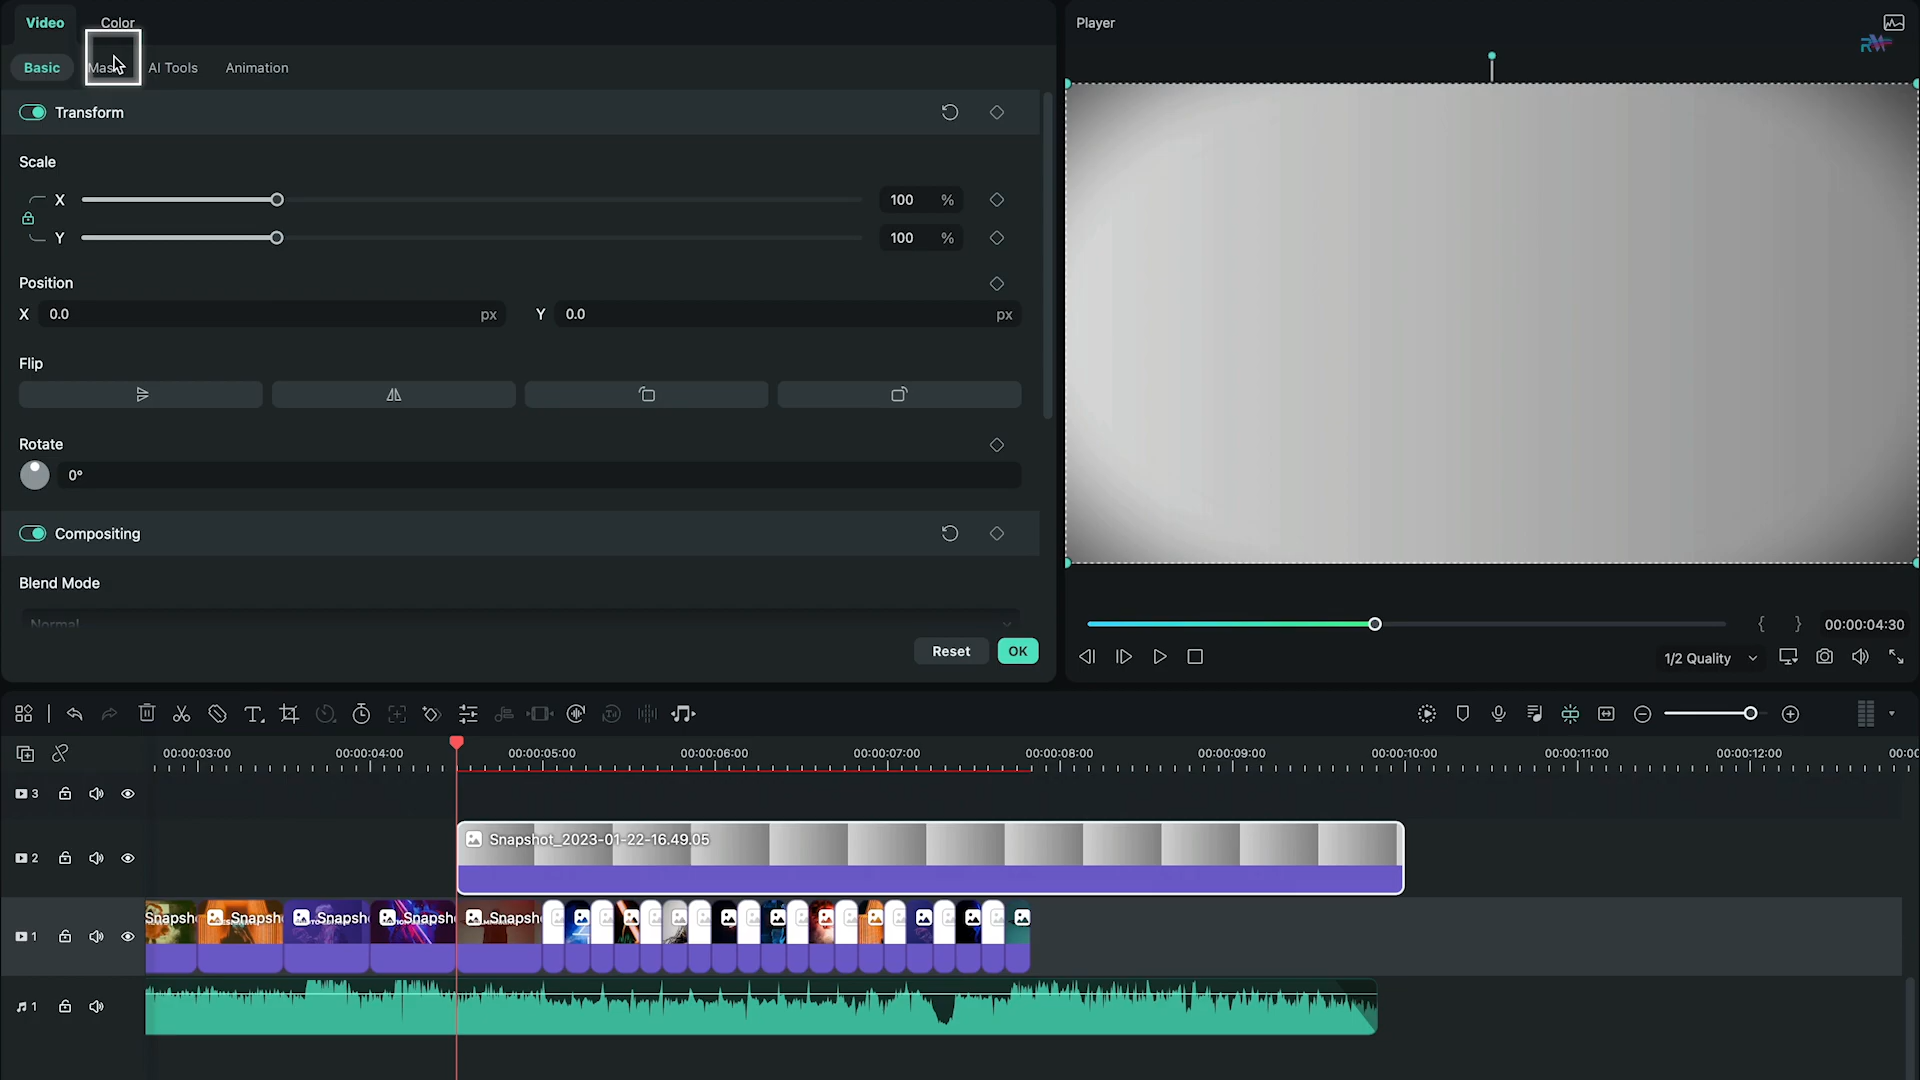 Video Color
Basic Mask AI Tools Animation
Transform
Scale
X 100 %
Y 100 %
Position
X 0.0 px Y 0.0 px
Flip
Rotate
0°
Compositing
Blend Mode
Normal
Reset OK
Player
RM
00:00:04:30
1/2 Quality
00:00:03:00 00:00:04:00 00:00:05:00 00:00:06:00 00:00:07:00 00:00:08:00 00:00:09:00 00:00:10:00 00:00:11:00 00:00:12:00 00:00
3
Snapshot_2023-01-22-16.49.05
2
Snapsh Snapsh Snapsh Snapsh Snapsh
1
1